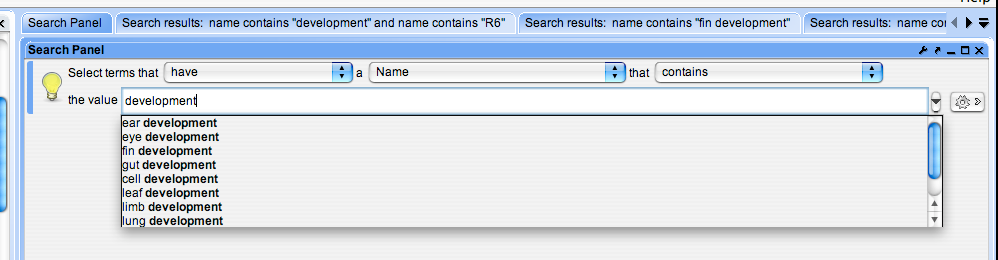 Help
Search Panel Search results: name contains "development" and name contains "R6" Search results: name contains "fin development" Search results: name con
Search Panel
Select terms that have a Name that contains
the value development
ear development
eye development
fin development
gut development
cell development
leaf development
limb development
lung development